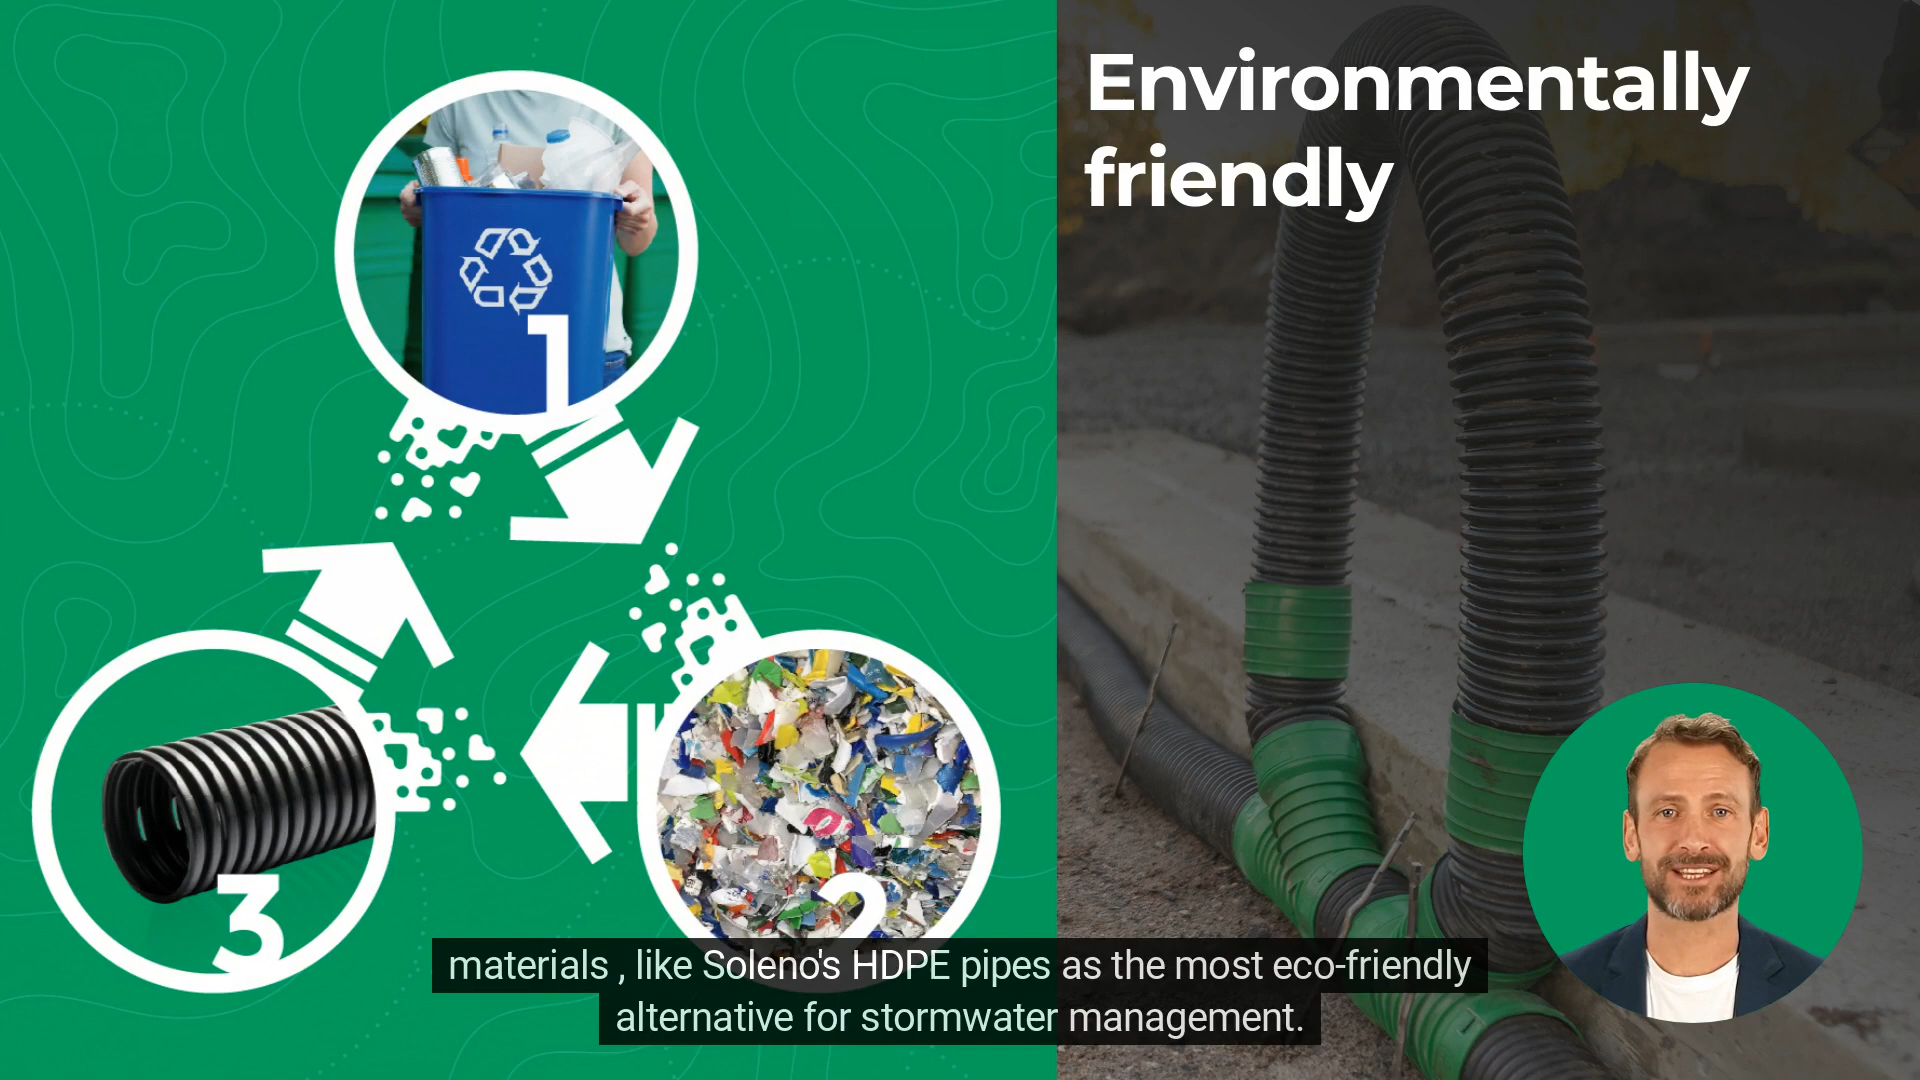 Environmentally
friendly
1
2
3
materials , like Soleno's HDPE pipes as the most eco-friendly
alternative for stormwater management.